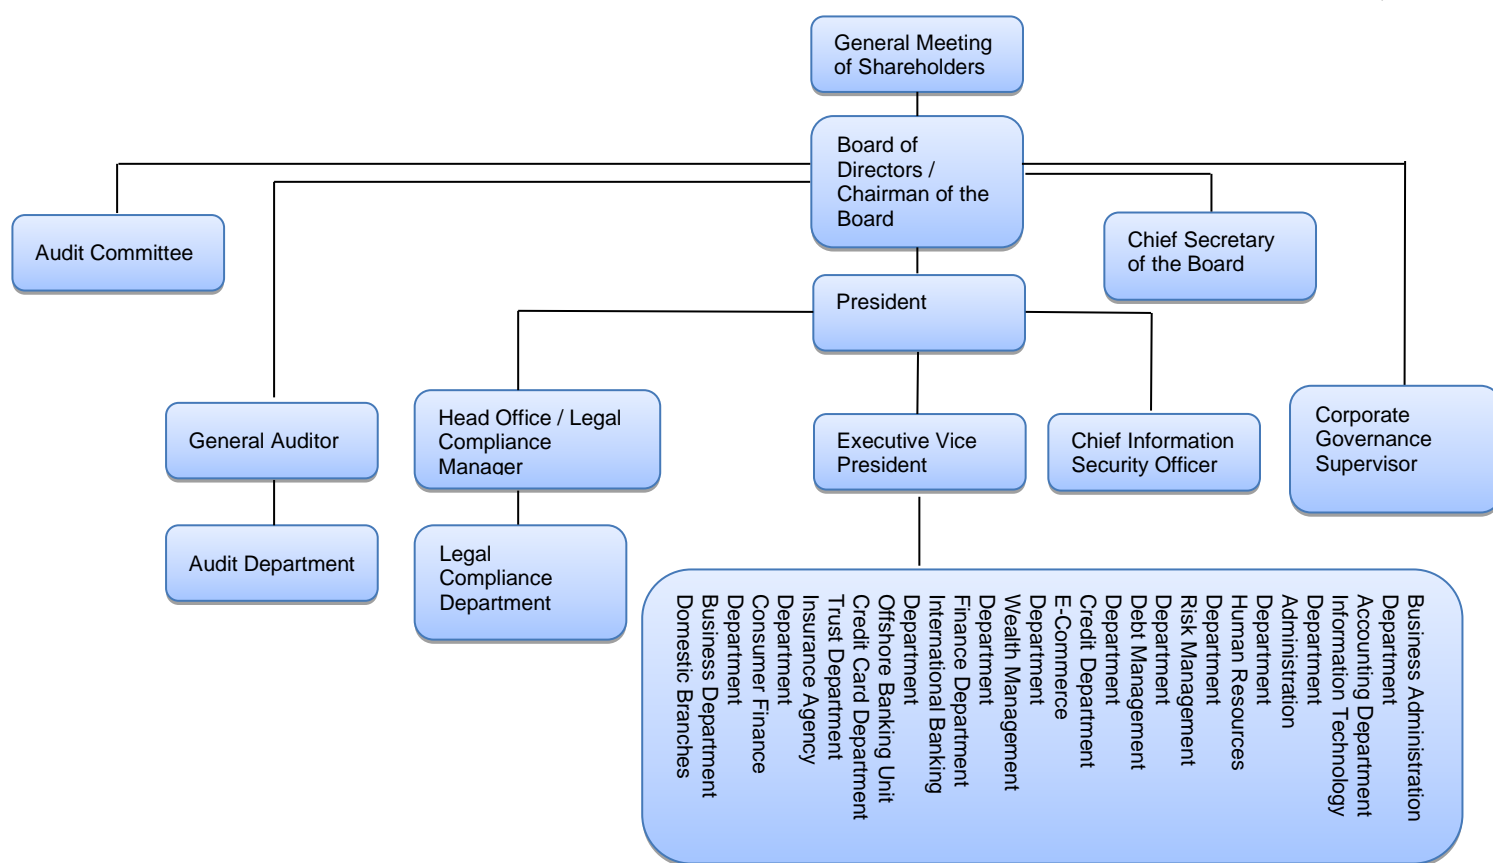 General Meeting
of Shareholders
Board of
Directors /
Chairman of the
Board
Audit Committee
Chief Secretary
of the Board
President
General Auditor
Head Office / Legal
Compliance
Manager
Executive Vice
President
Chief Information
Security Officer
Corporate
Governance
Supervisor
Audit Department
Legal
Compliance
Department
Business Administration
Department
Accounting Department
Information Technology
Department
Administration
Department
Human Resources
Department
Risk Management
Department
Debt Management
Department
Credit Department
E-Commerce
Department
Wealth Management
Department
Finance Department
International Banking
Department
Offshore Banking Unit
Credit Card Department
Trust Department
Insurance Agency
Department
Consumer Finance
Department
Business Department
Domestic Branches